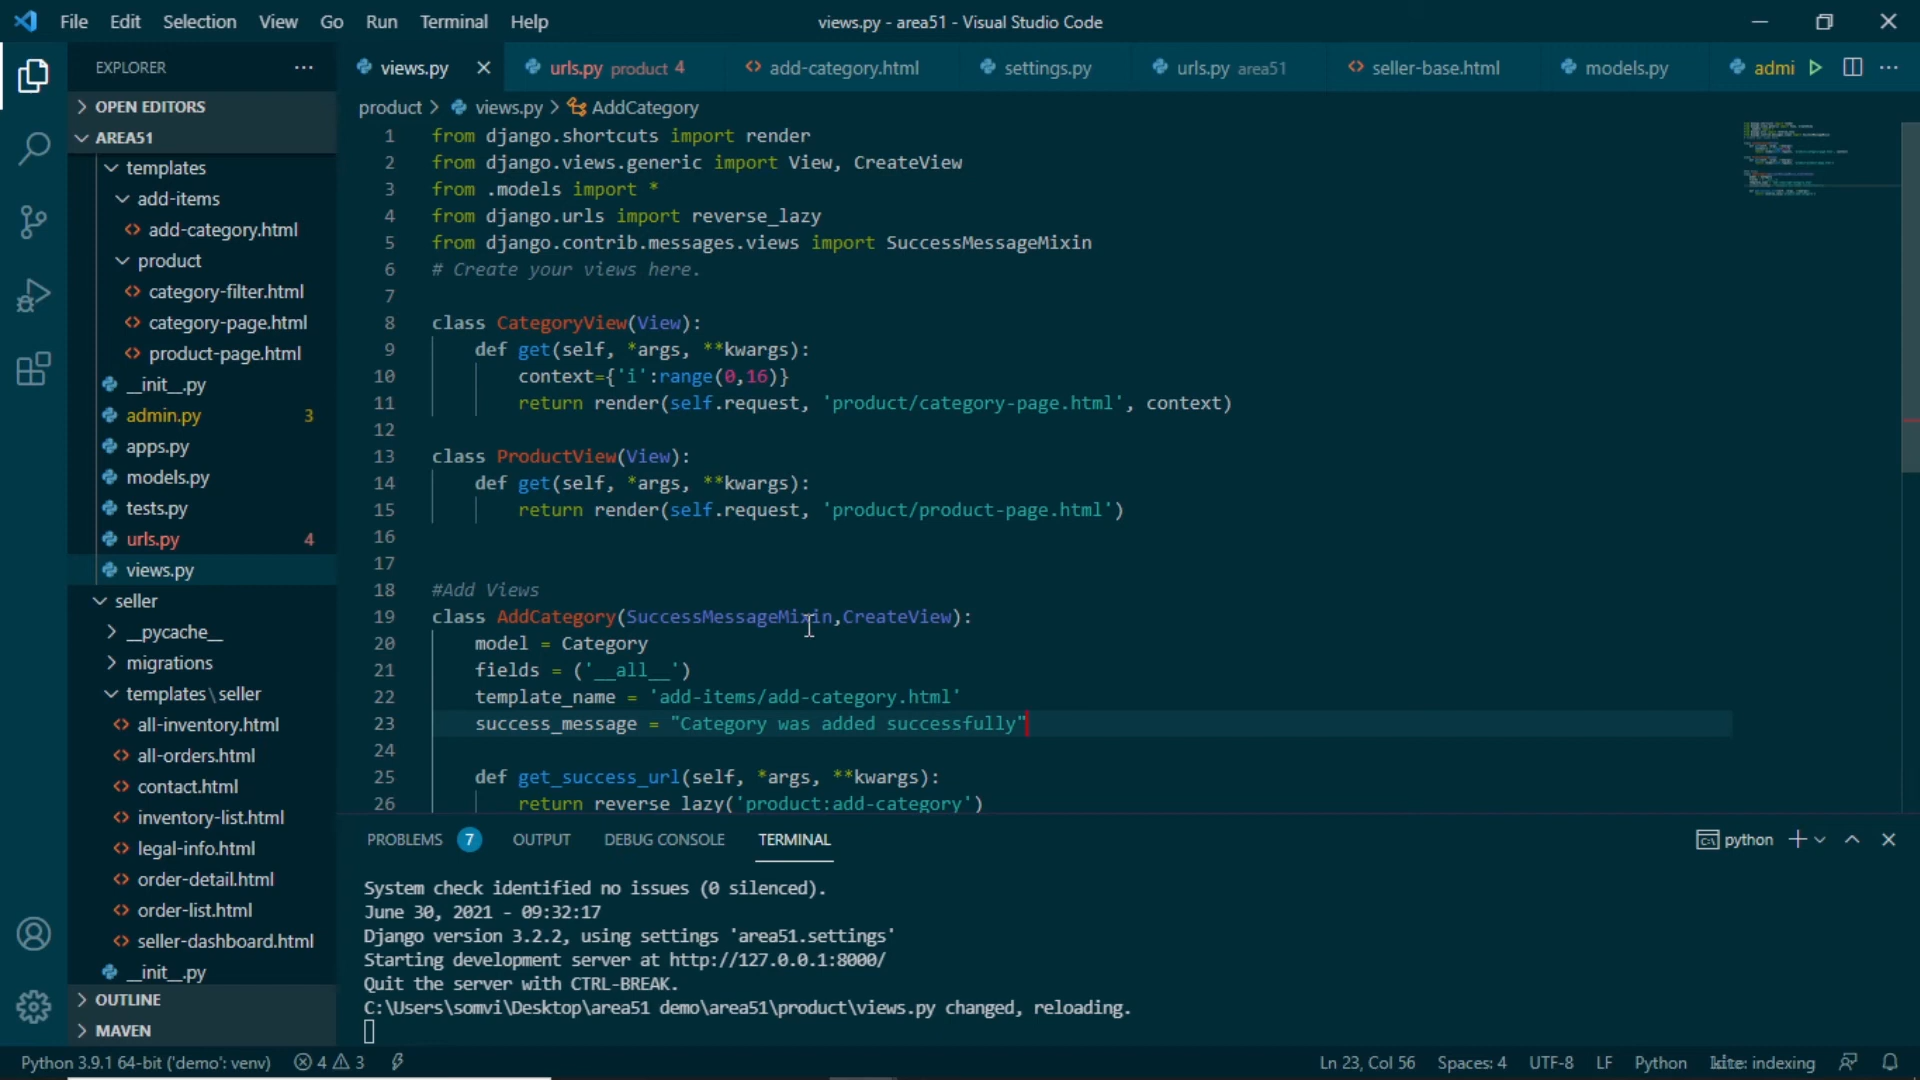 File Edit Selection View Go Run Terminal Help
views.py - area51 - Visual Studio Code
EXPLORER
views.py
urls.py product 4
add-category.html
settings.py
urls.py area51
seller-base.html
models.py
admi
OPEN EDITORS
AREA51
templates
add-items
add-category.html
product
category-filter.html
category-page.html
product-page.html
__init__.py
admin.py 3
apps.py
models.py
tests.py
urls.py 4
views.py
seller
__pycache__
migrations
templates\seller
all-inventory.html
all-orders.html
contact.html
inventory-list.html
legal-info.html
order-detail.html
order-list.html
seller-dashboard.html
__init__.py
OUTLINE
MAVEN
product > views.py > AddCategory
1 from django.shortcuts import render
2 from django.views.generic import View, CreateView
3 from .models import *
4 from django.urls import reverse_lazy
5 from django.contrib.messages.views import SuccessMessageMixin
6 # Create your views here.
7
8 class CategoryView(View):
9 def get(self, *args, **kwargs):
10 context={'i':range(0,16)}
11 return render(self.request, 'product/category-page.html', context)
12
13 class ProductView(View):
14 def get(self, *args, **kwargs):
15 return render(self.request, 'product/product-page.html')
16
17
18 #Add Views
19 class AddCategory(SuccessMessageMixin,CreateView):
20 model = Category
21 fields = ('__all__')
22 template_name = 'add-items/add-category.html'
23 success_message = "Category was added successfully"
24
25 def get_success_url(self, *args, **kwargs):
26 return reverse_lazy('product:add-category')
PROBLEMS 7 OUTPUT DEBUG CONSOLE TERMINAL
python
System check identified no issues (0 silenced).
June 30, 2021 - 09:32:17
Django version 3.2.2, using settings 'area51.settings'
Starting development server at http://127.0.0.1:8000/
Quit the server with CTRL-BREAK.
C:\Users\somvi\Desktop\area51 demo\area51\product\views.py changed, reloading.
Python 3.9.1 64-bit ('demo': venv) 4 3
Ln 23, Col 56 Spaces: 4 UTF-8 LF Python kite: indexing